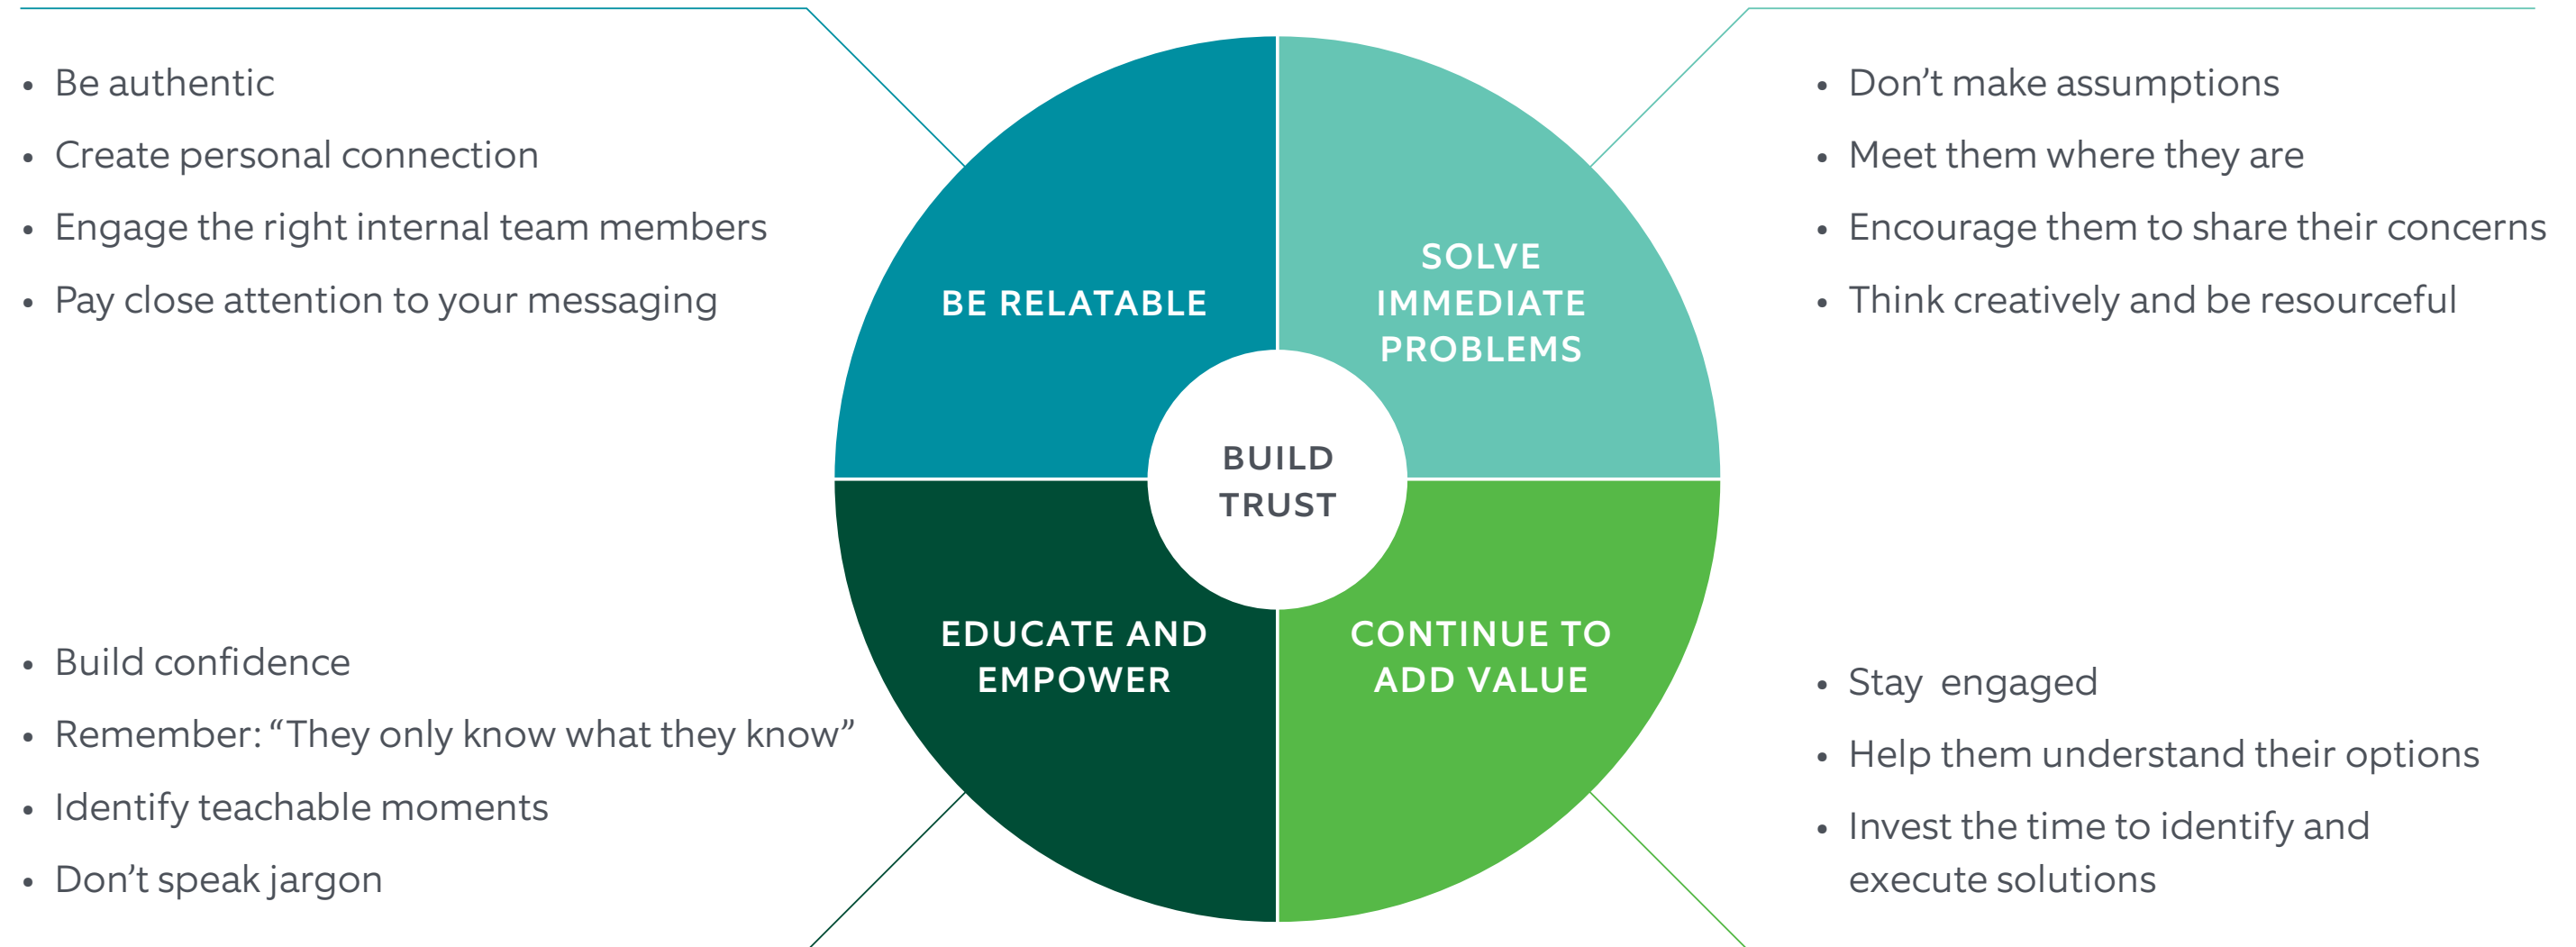 • Be authentic
• Create personal connection
• Engage the right internal team members
• Pay close attention to your messaging
BE RELATABLE
SOLVE
IMMEDIATE
PROBLEMS
• Don’t make assumptions
• Meet them where they are
• Encourage them to share their concerns
• Think creatively and be resourceful
BUILD
TRUST
• Build confidence
• Remember: “They only know what they know”
• Identify teachable moments
• Don’t speak jargon
EDUCATE AND
EMPOWER
CONTINUE TO
ADD VALUE
• Stay engaged
• Help them understand their options
• Invest the time to identify and
execute solutions